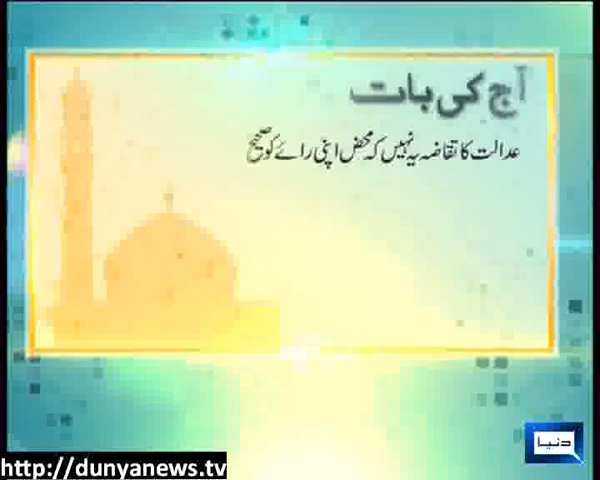 آج کی بات
عدالت کا تقاضہ یہ نہیں کہ محض اپنی رائے کو صحیح
دنیا
http://dunyanews.tv